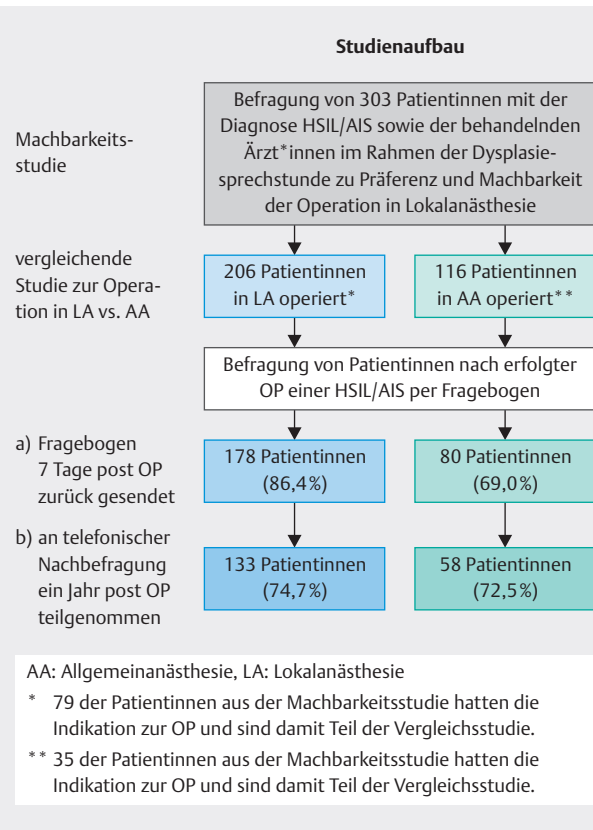 Studienaufbau
Machbarkeits-
studie
Befragung von 303 Patientinnen mit der
Diagnose HSIL/AIS sowie der behandelnden
Ärzt*innen im Rahmen der Dysplasie-
sprechstunde zu Präferenz und Machbarkeit
der Operation in Lokalanästhesie
vergleichende
Studie zur Opera-
tion in LA vs. AA
206 Patientinnen
in LA operiert*
116 Patientinnen
in AA operiert**
Befragung von Patientinnen nach erfolgter
OP einer HSIL/AIS per Fragebogen
a) Fragebogen
7 Tage post OP
zurück gesendet
178 Patientinnen
(86,4%)
80 Patientinnen
(69,0%)
b) an telefonischer
Nachbefragung
ein Jahr post OP
teilgenommen
133 Patientinnen
(74,7%)
58 Patientinnen
(72,5%)
AA: Allgemeinanästhesie, LA: Lokalanästhesie
* 79 der Patientinnen aus der Machbarkeitsstudie hatten die
Indikation zur OP und sind damit Teil der Vergleichsstudie.
** 35 der Patientinnen aus der Machbarkeitsstudie hatten die
Indikation zur OP und sind damit Teil der Vergleichsstudie.